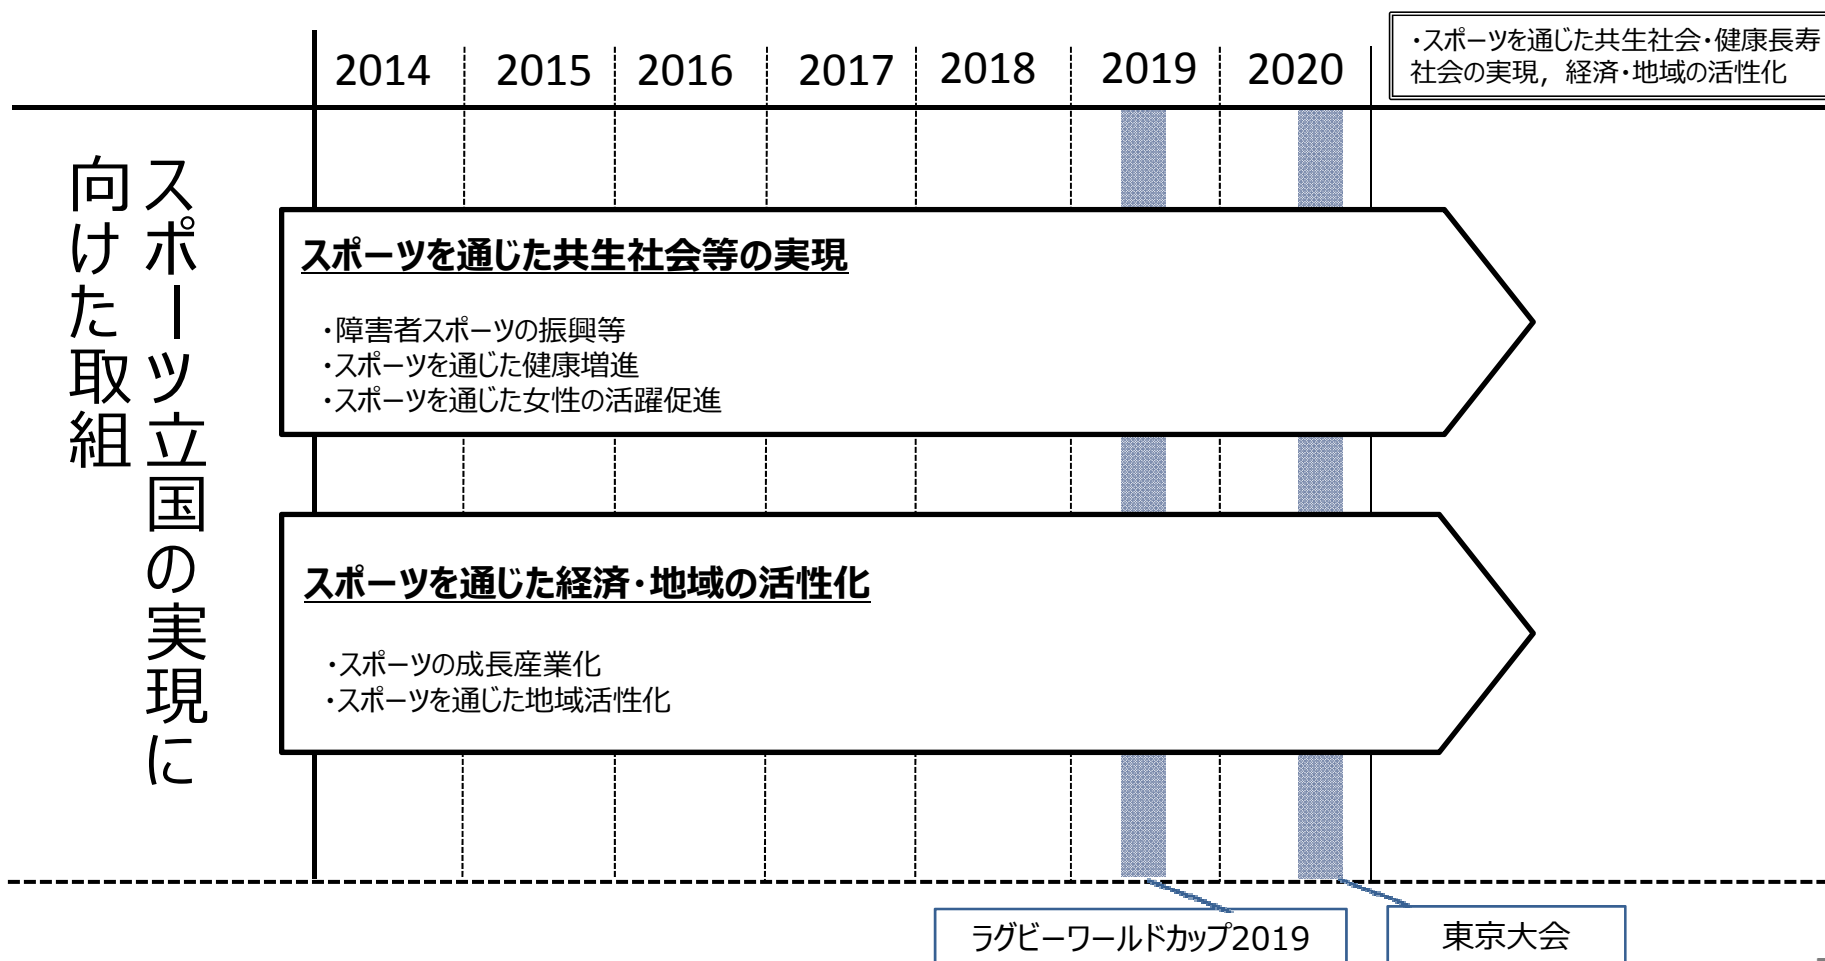 2014 2015 2016 2017 2018 2019 2020
・スポーツを通じた共生社会・健康長寿
社会の実現，経済・地域の活性化
スポーツ立国の実現に
向けた取組
スポーツを通じた共生社会等の実現
・障害者スポーツの振興等
・スポーツを通じた健康増進
・スポーツを通じた女性の活躍促進
スポーツを通じた経済・地域の活性化
・スポーツの成長産業化
・スポーツを通じた地域活性化
ラグビーワールドカップ2019
東京大会